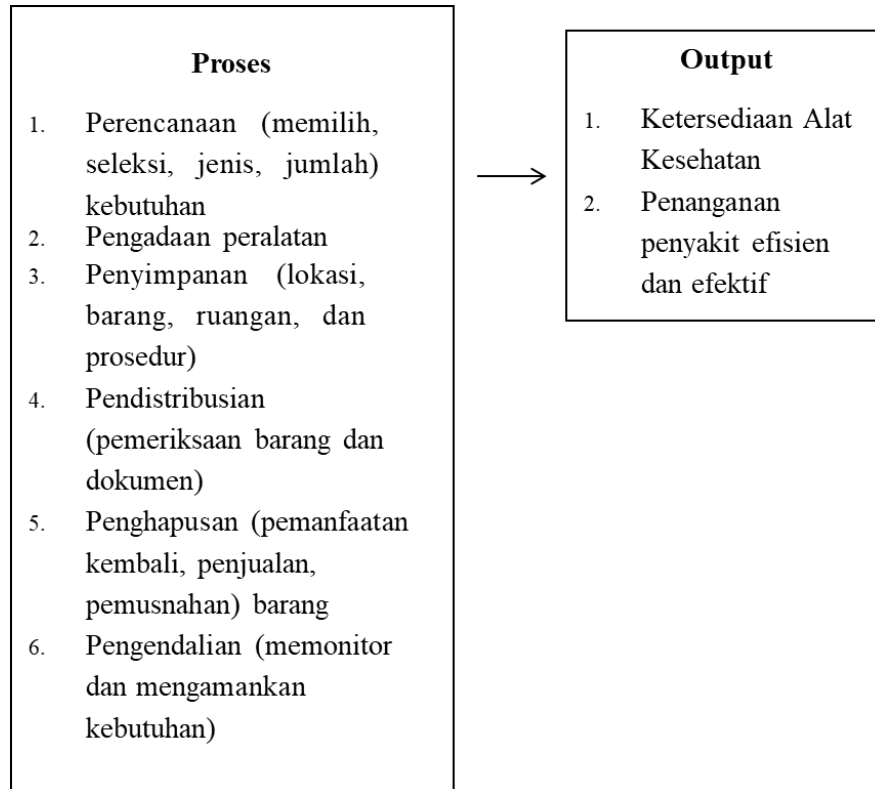 Proses
1. Perencanaan (memilih,
seleksi, jenis, jumlah)
kebutuhan
2. Pengadaan peralatan
3. Penyimpanan (lokasi,
barang, ruangan, dan
prosedur)
4. Pendistribusian
(pemeriksaan barang dan
dokumen)
5. Penghapusan (pemanfaatan
kembali, penjualan,
pemusnahan) barang
6. Pengendalian (memonitor
dan mengamankan
kebutuhan)
Output
1. Ketersediaan Alat
Kesehatan
2. Penanganan
penyakit efisien
dan efektif